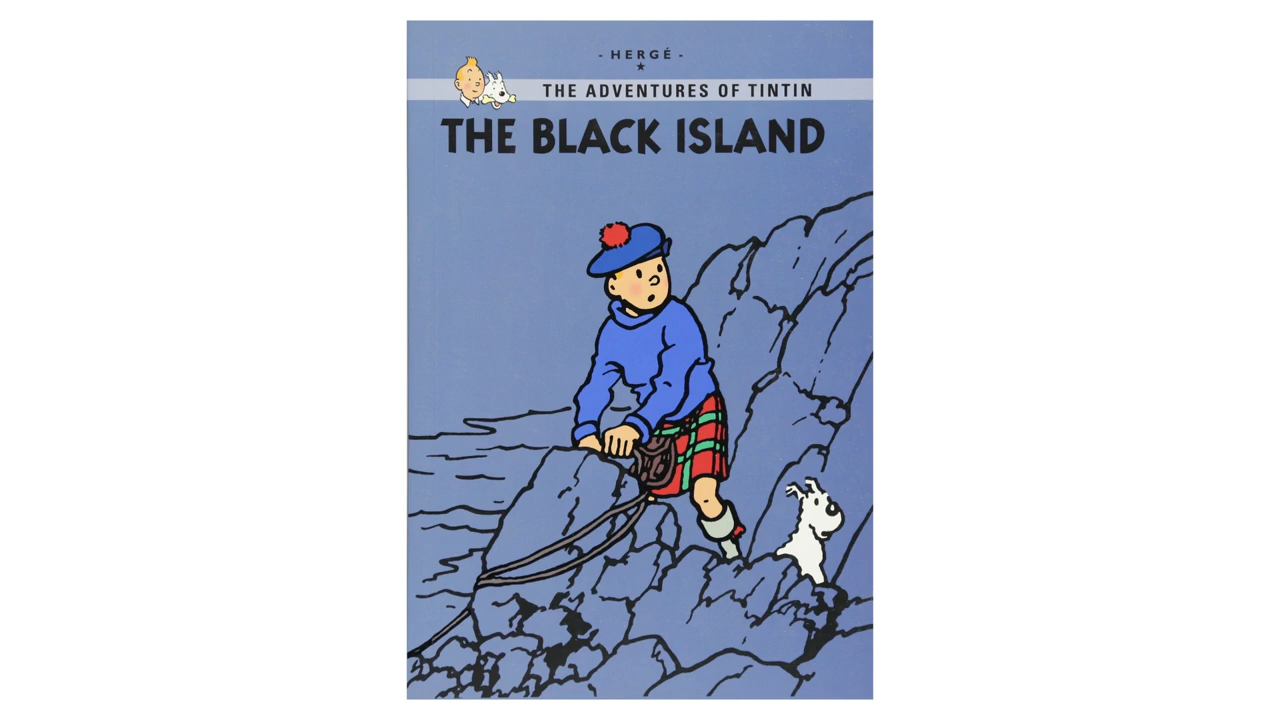 - HERGÉ -
THE ADVENTURES OF TINTIN
THE BLACK ISLAND